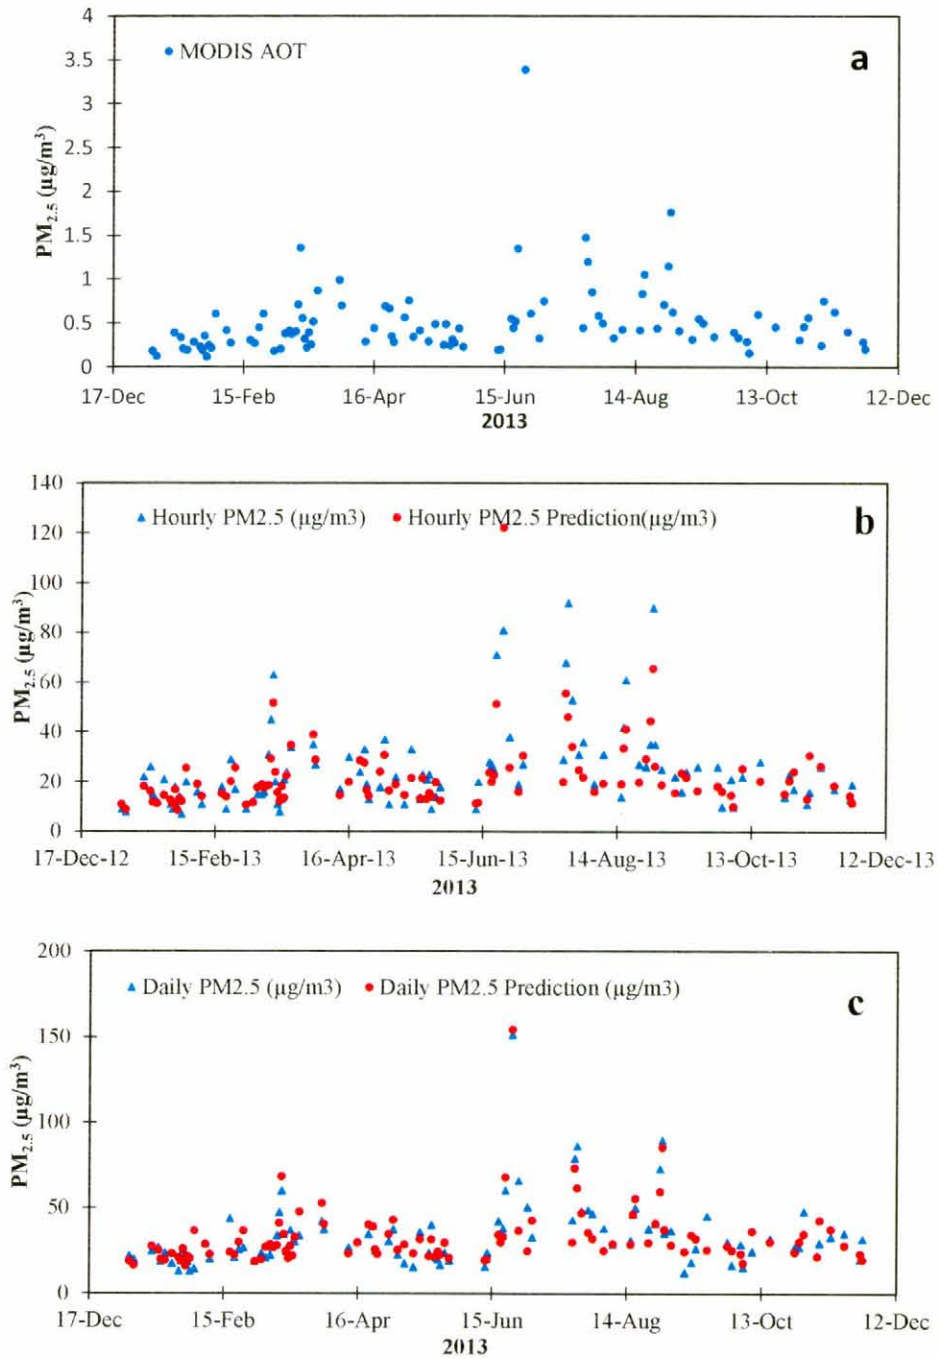 4
MODIS AOT
a
3.5
3
2.5
2
1.5
1
0.5
0
PM2.5 (µg/m³)
17-Dec 15-Feb 16-Apr 15-Jun 14-Aug 13-Oct 12-Dec
2013
140
Hourly PM2.5 (µg/m3) Hourly PM2.5 Prediction(µg/m3)
b
120
100
80
60
40
20
0
PM2.5 (µg/m³)
17-Dec-12 15-Feb-13 16-Apr-13 15-Jun-13 14-Aug-13 13-Oct-13 12-Dec-13
2013
200
Daily PM2.5 (µg/m3) Daily PM2.5 Prediction (µg/m3)
c
150
100
50
0
PM2.5 (µg/m³)
17-Dec 15-Feb 16-Apr 15-Jun 14-Aug 13-Oct 12-Dec
2013